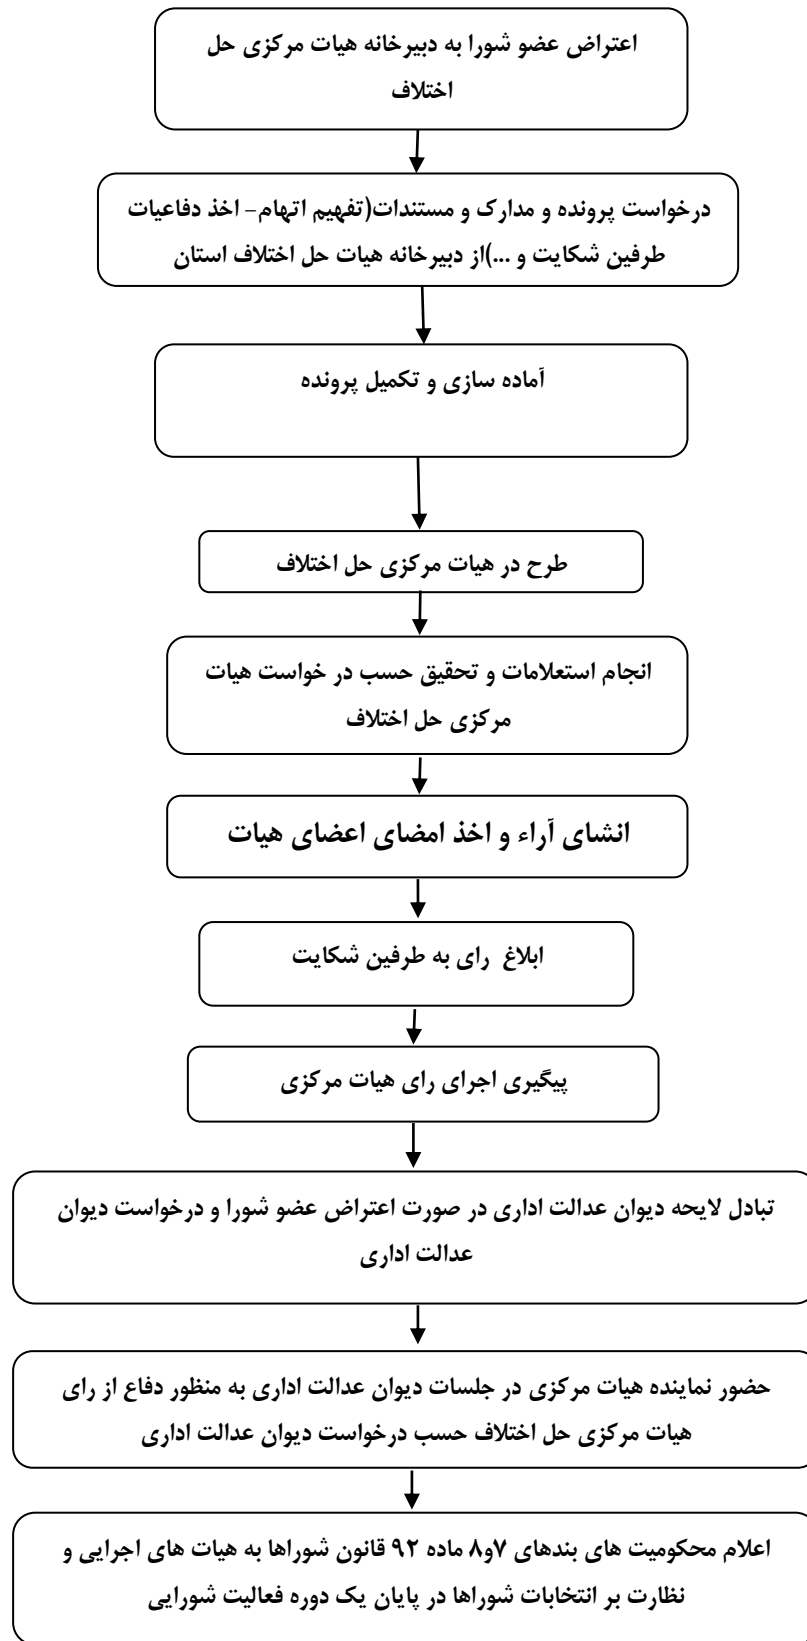 اعتراض عضو شورا به دبیرخانه هیات مرکزی حل
اختلاف
درخواست پرونده و مدارک و مستندات(تفهیم اتهام- اخذ دفاعیات
طرفین شکایت و ...)از دبیرخانه هیات حل اختلاف استان
آماده سازی و تکمیل پرونده
طرح در هیات مرکزی حل اختلاف
انجام استعلامات و تحقیق حسب در خواست هیات
مرکزی حل اختلاف
انشای آراء و اخذ امضای اعضای هیات
ابلاغ رای به طرفین شکایت
پیگیری اجرای رای هیات مرکزی
تبادل لایحه دیوان عدالت اداری در صورت اعتراض عضو شورا و درخواست دیوان
عدالت اداری
حضور نماینده هیات مرکزی در جلسات دیوان عدالت اداری به منظور دفاع از رای
هیات مرکزی حل اختلاف حسب درخواست دیوان عدالت اداری
اعلام محکومیت های بندهای ۷و۸ ماده ۹۲ قانون شوراها به هیات های اجرایی و
نظارت بر انتخابات شوراها در پایان یک دوره فعالیت شورایی